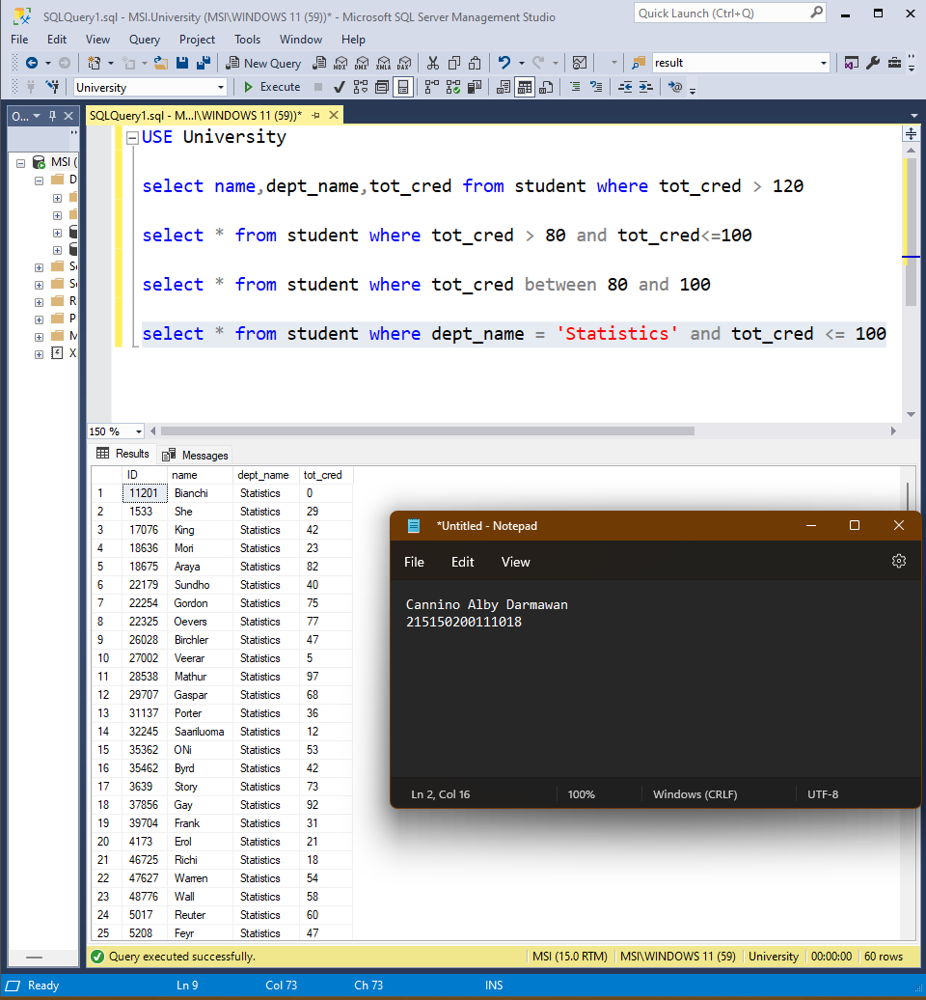 SQLQuery1.sql - MSI.University (MSI\WINDOWS 11 (59))* - Microsoft SQL Server Management Studio
Quick Launch (Ctrl+Q)
File Edit View Query Project Tools Window Help
New Query MDX DMX XMLA DAX result
University Execute
O... SQLQuery1.sql - M...I\WINDOWS 11 (59))*
MSI (
D
Se
Se
R
P
M
X
USE University
select name,dept_name,tot_cred from student where tot_cred > 120
select * from student where tot_cred > 80 and tot_cred<=100
select * from student where tot_cred between 80 and 100
select * from student where dept_name = 'Statistics' and tot_cred <= 100
150 %
Results Messages
ID name dept_name tot_cred
1 11201 Bianchi Statistics 0
2 1533 She Statistics 29
3 17076 King Statistics 42
4 18636 Mori Statistics 23
5 18675 Araya Statistics 82
6 22179 Sundho Statistics 40
7 22254 Gordon Statistics 75
8 22325 Oevers Statistics 77
9 26028 Birchler Statistics 47
10 27002 Veerar Statistics 5
11 28538 Mathur Statistics 97
12 29707 Gaspar Statistics 68
13 31137 Porter Statistics 36
14 32245 Saariluoma Statistics 12
15 35362 ONi Statistics 53
16 35462 Byrd Statistics 42
17 3639 Story Statistics 73
18 37856 Gay Statistics 92
19 39704 Frank Statistics 31
20 4173 Erol Statistics 21
21 46725 Richi Statistics 18
22 47627 Warren Statistics 54
23 48776 Wall Statistics 58
24 5017 Reuter Statistics 60
25 5208 Feyr Statistics 47
*Untitled - Notepad
File Edit View
Cannino Alby Darmawan
215150200111018
Ln 2, Col 16 100% Windows (CRLF) UTF-8
Query executed successfully. MSI (15.0 RTM) MSI\WINDOWS 11 (59) University 00:00:00 60 rows
Ready Ln 9 Col 73 Ch 73 INS